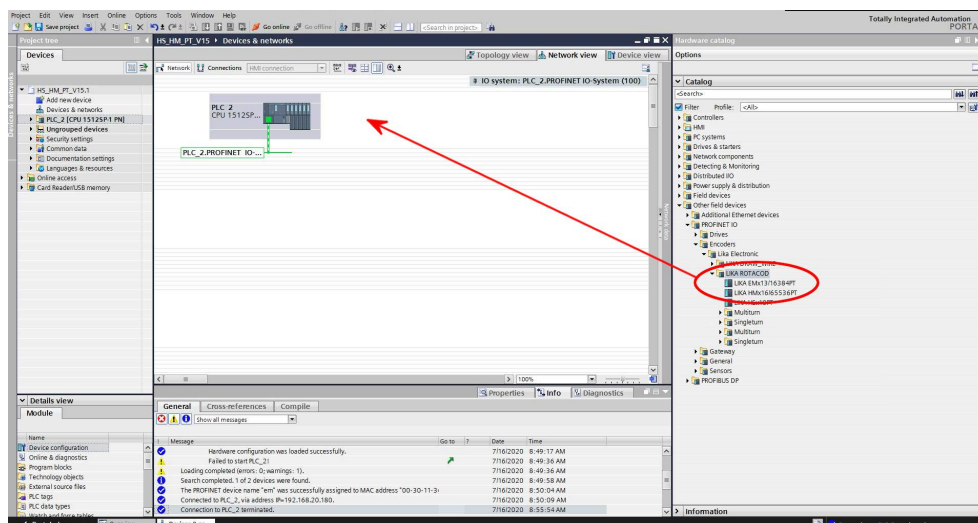 Project Edit View Insert Online Options Tools Window Help
Totally Integrated Automation
PORTA
Save project
Go online
Go offline
<Search in project>
Project tree
HS_HM_PT_V15 ▸ Devices & networks
Hardware catalog
Devices
Topology view
Network view
Device view
Options
Network
Connections
HMI connection
IO system: PLC_2.PROFINET IO-System (100)
Catalog
<Search>
Filter Profile: <All>
HS_HM_PT_V15.1
Add new device
Devices & networks
PLC_2 [CPU 1512SP-1 PN]
Ungrouped devices
Security settings
Common data
Documentation settings
Languages & resources
Online access
Card Reader/USB memory
Devices & networks
PLC_2
CPU 1512SP...
PLC_2.PROFINET IO-...
Controllers
HMI
PC systems
Drives & starters
Network components
Detecting & Monitoring
Distributed I/O
Power supply & distribution
Field devices
Other field devices
Additional Ethernet devices
PROFINET IO
Drives
Encoders
Lika Electronic
LIKA DRAW_WIRE
LIKA ROTACOD
LIKA EMx13/16384PT
LIKA HMx16/65536PT
Multiturn
Singleturn
Multiturn
Singleturn
Gateway
General
Sensors
PROFIBUS DP
100%
Properties
Info
Diagnostics
Details view
Module
General
Cross-references
Compile
Show all messages
Name
Device configuration
Online & diagnostics
Program blocks
Technology objects
External source files
PLC tags
PLC data types
Watch and force tables
! Message Go to ? Date Time
Hardware configuration was loaded successfully. 7/16/2020 8:49:17 AM
Failed to start PLC_2! 7/16/2020 8:49:36 AM
Loading completed (errors: 0; warnings: 1). 7/16/2020 8:49:36 AM
Search completed. 1 of 2 devices were found. 7/16/2020 8:49:58 AM
The PROFINET device name "em" was successfully assigned to MAC address "00-30-11-3 7/16/2020 8:50:04 AM
Connected to PLC_2, via address IP=192.168.20.180. 7/16/2020 8:50:09 AM
Connection to PLC_2 terminated. 7/16/2020 8:55:54 AM
Information